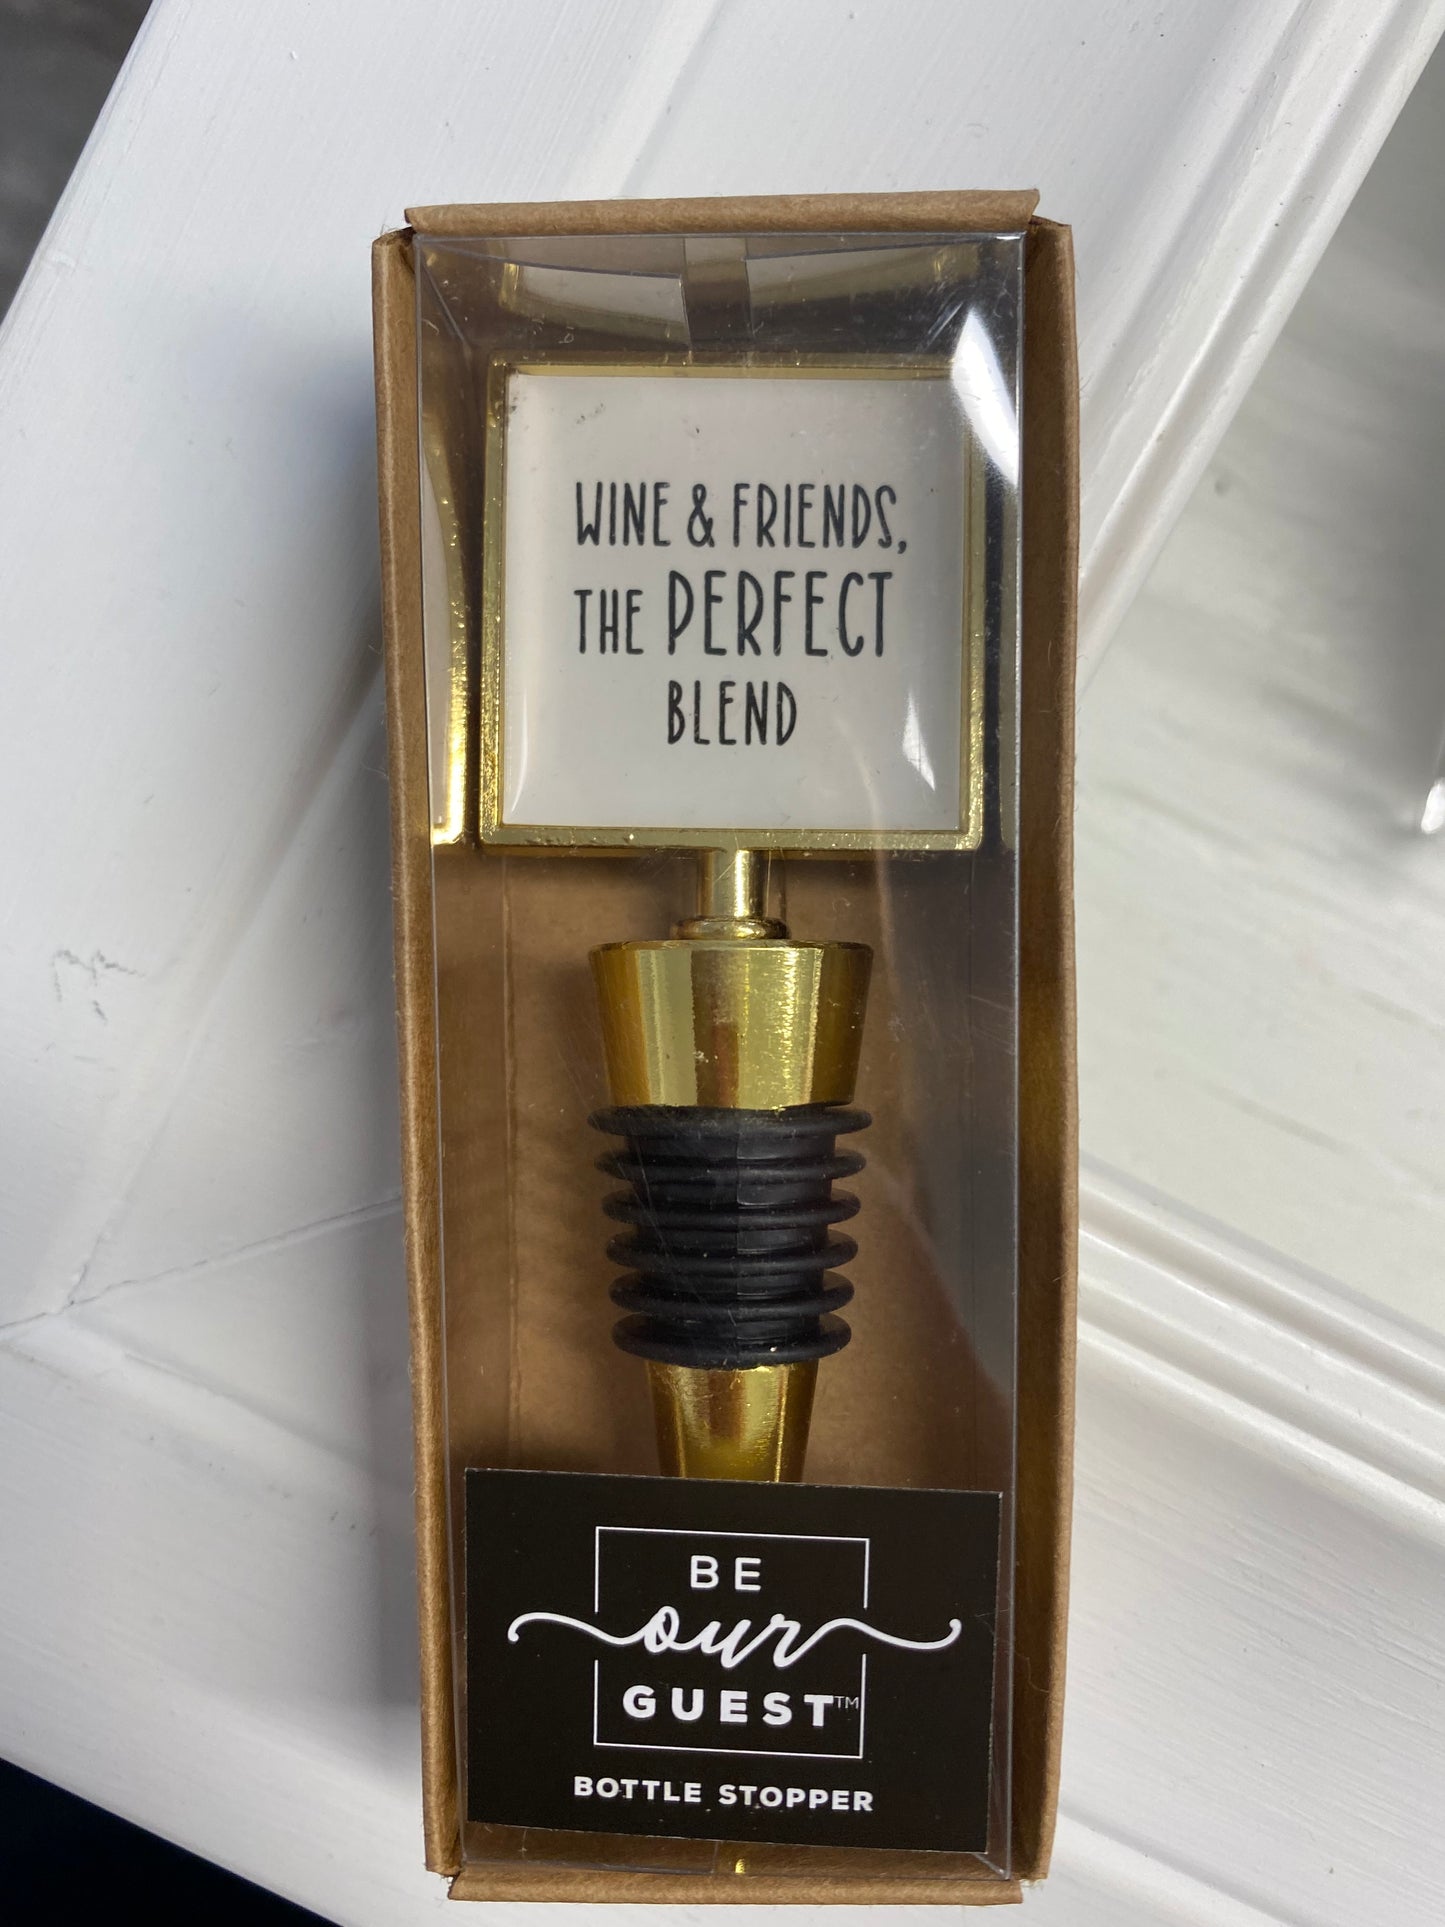 WINE & FRIENDS,
THE PERFECT
BLEND
BE
our
GUEST™
BOTTLE STOPPER